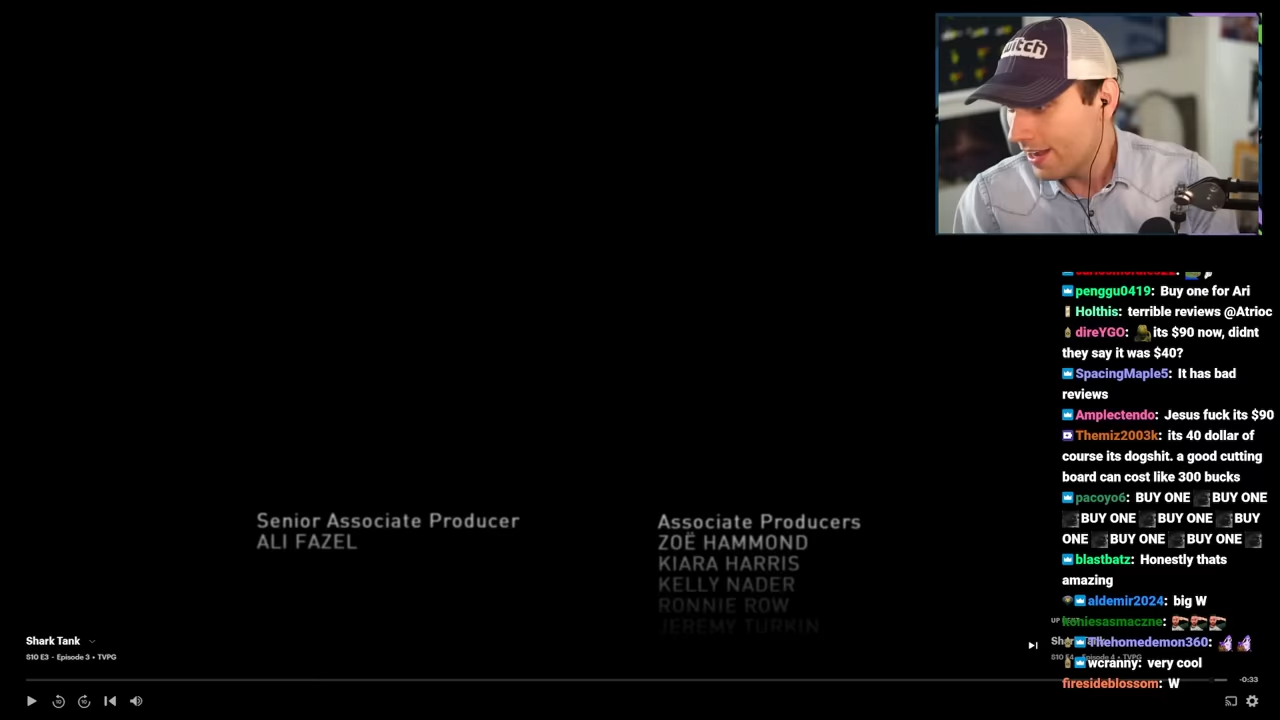 witch
penggu0419: Buy one for Ari
Holthis: terrible reviews @Atrioc
direYGO: its $90 now, didnt
they say it was $40?
SpacingMaple5: It has bad
reviews
Amplectendo: Jesus fuck its $90
Themiz2003k: its 40 dollar of
course its dogshit. a good cutting
board can cost like 300 bucks
pacoyo6: BUY ONE BUY ONE
BUY ONE BUY ONE BUY
ONE BUY ONE BUY ONE
blastbatz: Honestly thats
amazing
aldemir2024: big W
koniesasmaczne:
Thehomedemon360:
wcranny: very cool
firesideblossom: W
Senior Associate Producer
ALI FAZEL
Associate Producers
ZOË HAMMOND
KIARA HARRIS
KELLY NADER
RONNIE ROW
JEREMY TURKIN
Shark Tank
S10 E3 - Episode 3 • TVPG
-0:33
10
10